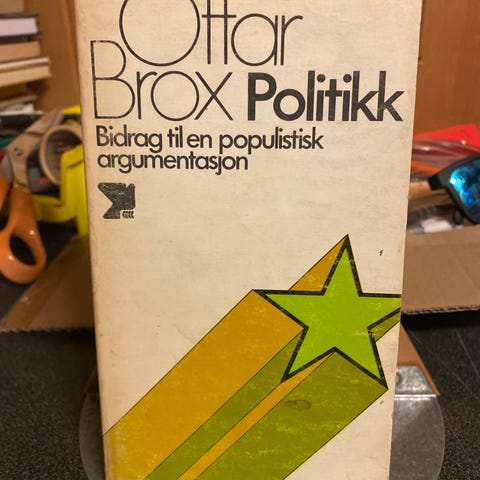 Ottar
Brox Politikk
Bidrag til en populistisk
argumentasjon